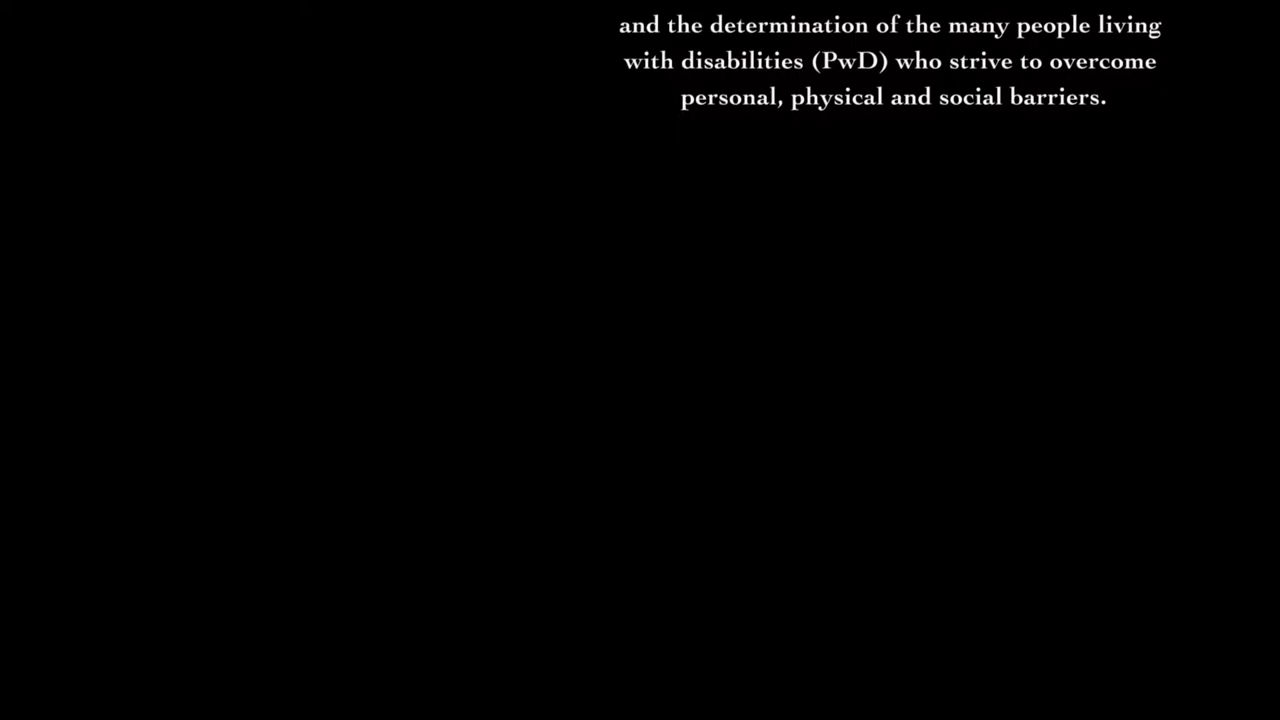 and the determination of the many people living
with disabilities (PwD) who strive to overcome
personal, physical and social barriers.